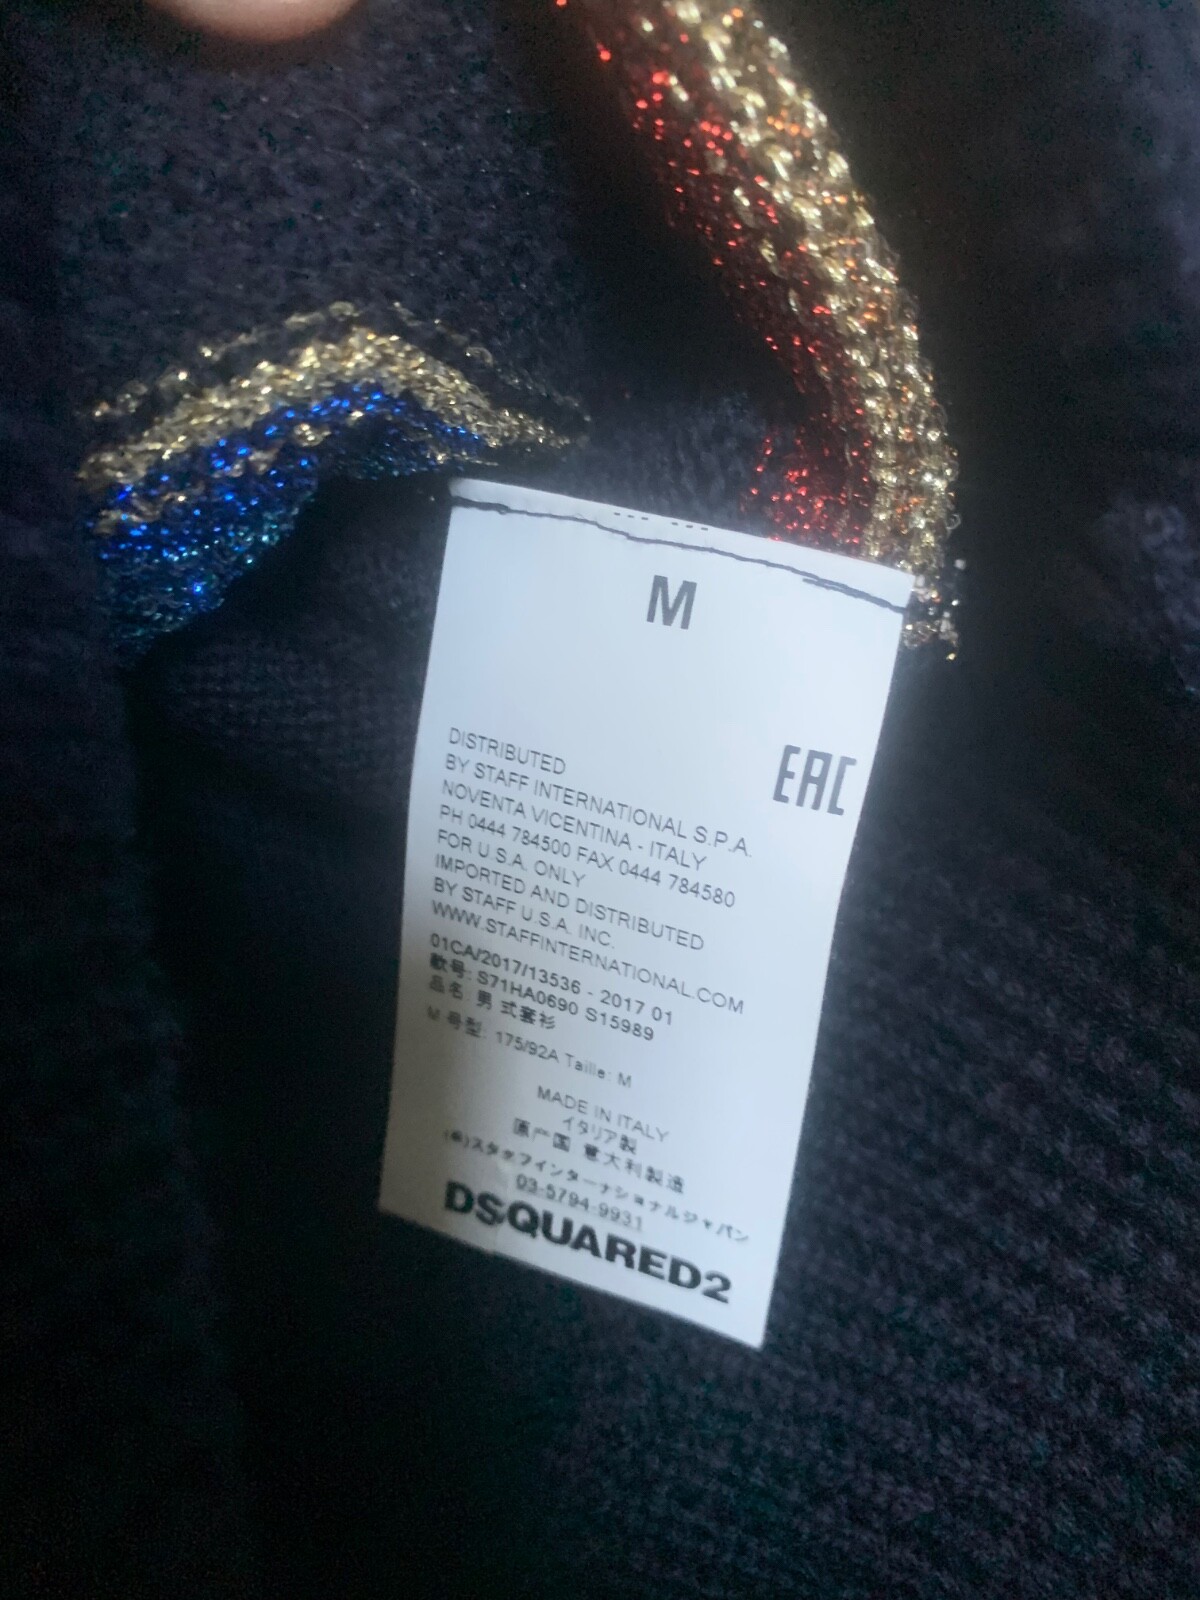 M
EAC
DISTRIBUTED
BY STAFF INTERNATIONAL S.P.A.
NOVENTA VICENTINA - ITALY
PH 0444 784500 FAX 0444 784580
FOR U.S.A. ONLY
IMPORTED AND DISTRIBUTED
BY STAFF U.S.A. INC.
WWW.STAFFINTERNATIONAL.COM
01CA/2017/13536 - 2017 01
款号: S71HA0690 S15989
品名: 男 式套衫
M 号型: 175/92A Taille: M
MADE IN ITALY
イタリア製
原产国 意大利製造
(株)スタッフインターナショナルジャパン
03-5794-9931
DSQUARED2